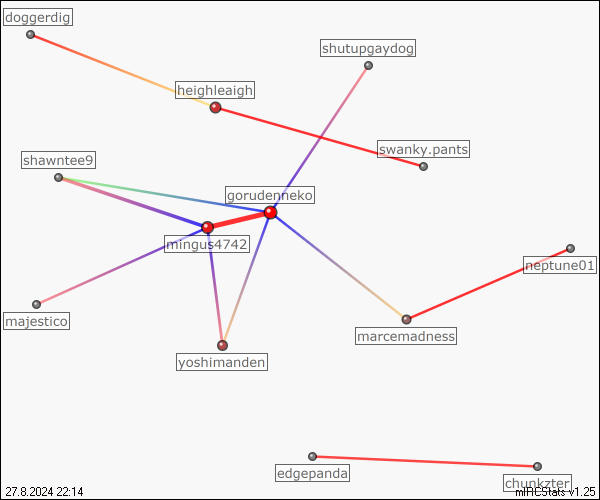 doggerdig
shutupgaydog
heighleaigh
swanky.pants
shawntee9
gorudenneko
mingus4742
neptune01
majestico
marcemadness
yoshimanden
edgepanda
chunkzter
27.8.2024 22:14
mIRCStats v1.25